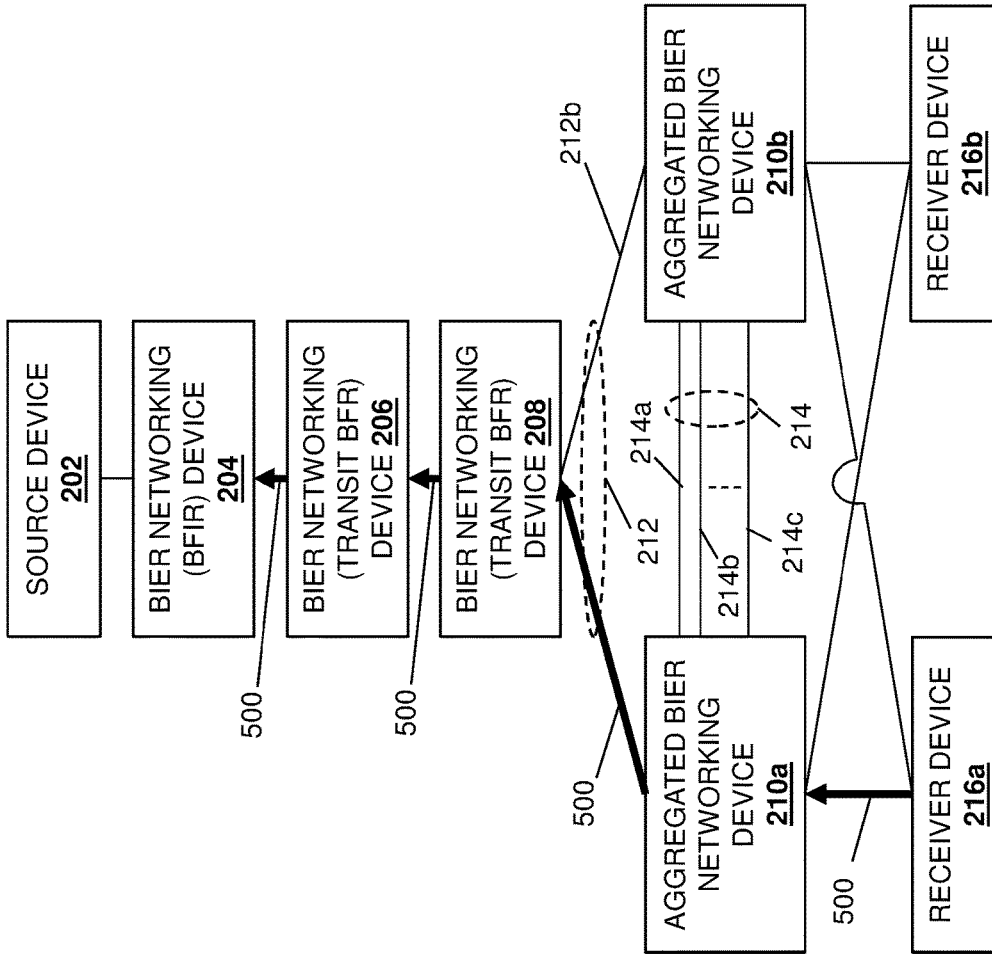 SOURCE DEVICE
202
BIER NETWORKING
(BFIR) DEVICE
204
500
BIER NETWORKING
(TRANSIT BFR)
DEVICE 206
500
BIER NETWORKING
(TRANSIT BFR)
DEVICE 208
212b
500
212
AGGREGATED BIER
NETWORKING
DEVICE
210a
214a
214b
214
214c
AGGREGATED BIER
NETWORKING
DEVICE
210b
500
RECEIVER DEVICE
216a
RECEIVER DEVICE
216b